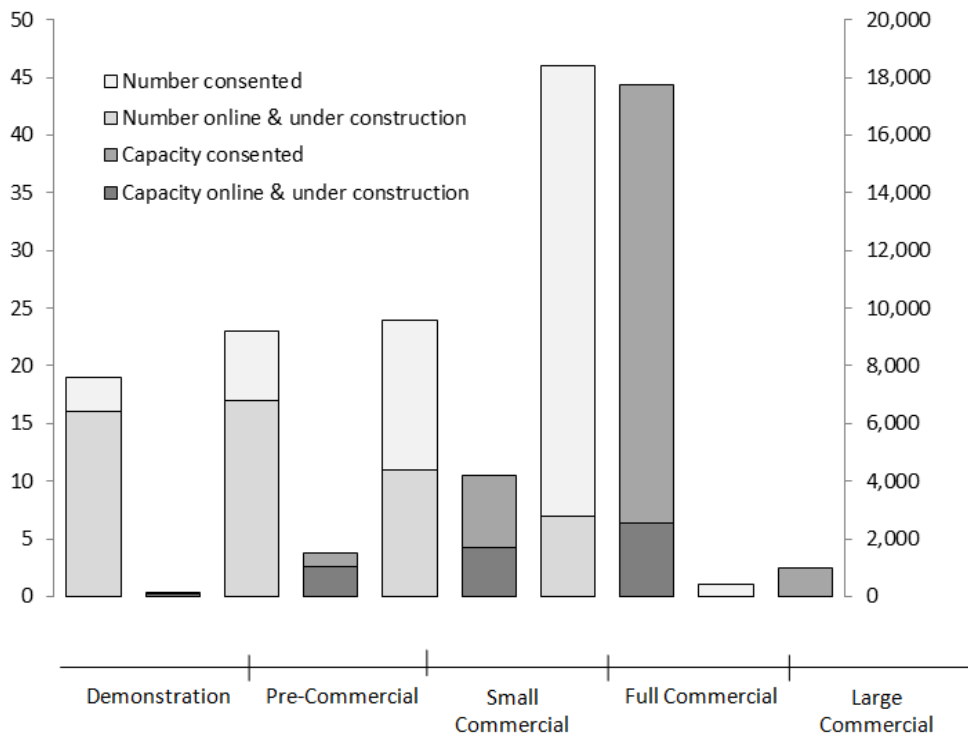 50
45
40
35
30
25
20
15
10
5
0
Number consented
Number online & under construction
Capacity consented
Capacity online & under construction
20,000
18,000
16,000
14,000
12,000
10,000
8,000
6,000
4,000
2,000
0
Demonstration
Pre-Commercial
Small
Commercial
Full Commercial
Large
Commercial